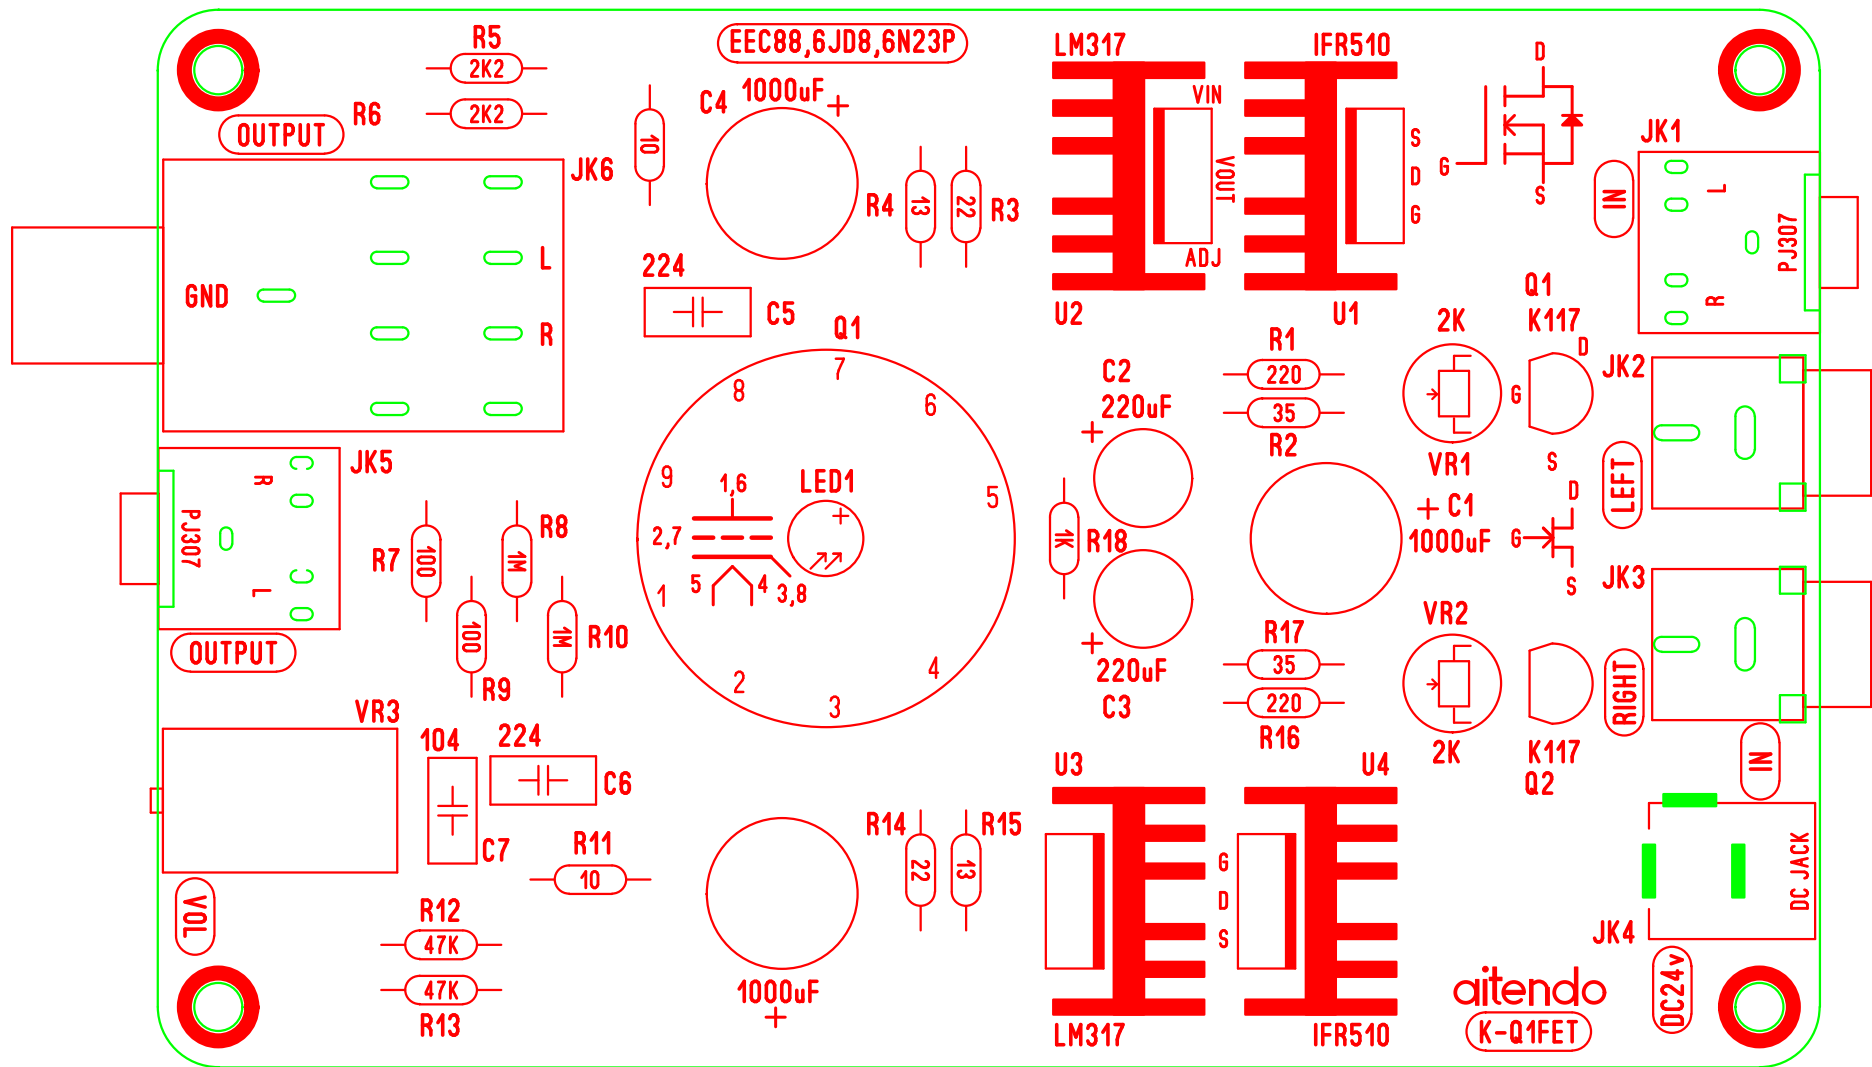 R5
2K2
R6
2K2
OUTPUT
JK6
GND
L
R
10
EEC88,6JD8,6N23P
C4
1000uF
+
R4
13
22
R3
224
C5
LM317
VIN
VOUT
ADJ
U2
IFR510
S
D
G
U1
D
G
S
JK1
IN
L
R
PJ307
Q1
K117
D
G
S
2K
VR1
R1
220
35
R2
C2
220uF
+
Q1
7
8
6
9
5
1
4
2
3
1,6
2,7
5
4
3,8
LED1
+
1K
R18
+
220uF
C3
+ C1
1000uF
D
G
S
JK2
LEFT
JK3
RIGHT
JK5
R
PJ307
L
OUTPUT
R7
100
R8
1M
100
R9
1M
R10
VR3
VOL
104
C7
224
C6
R11
10
R12
47K
47K
R13
1000uF
+
R14
22
R15
13
R17
35
220
R16
VR2
2K
K117
Q2
U3
LM317
G
D
S
U4
IFR510
IN
DC JACK
JK4
DC24v
aitendo
K-Q1FET